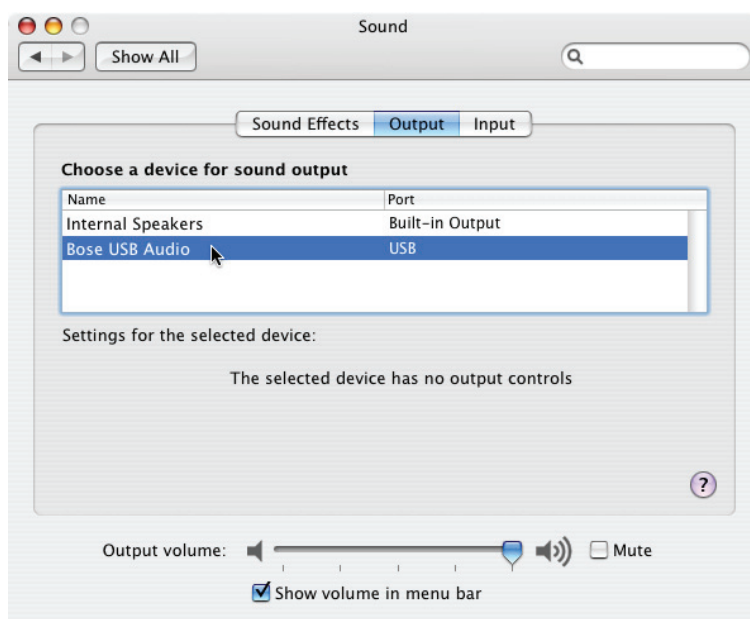 Sound
Show All
Sound Effects Output Input
Choose a device for sound output
Name Port
Internal Speakers Built-in Output
Bose USB Audio USB
Settings for the selected device:
The selected device has no output controls
?
Output volume: Mute
Show volume in menu bar